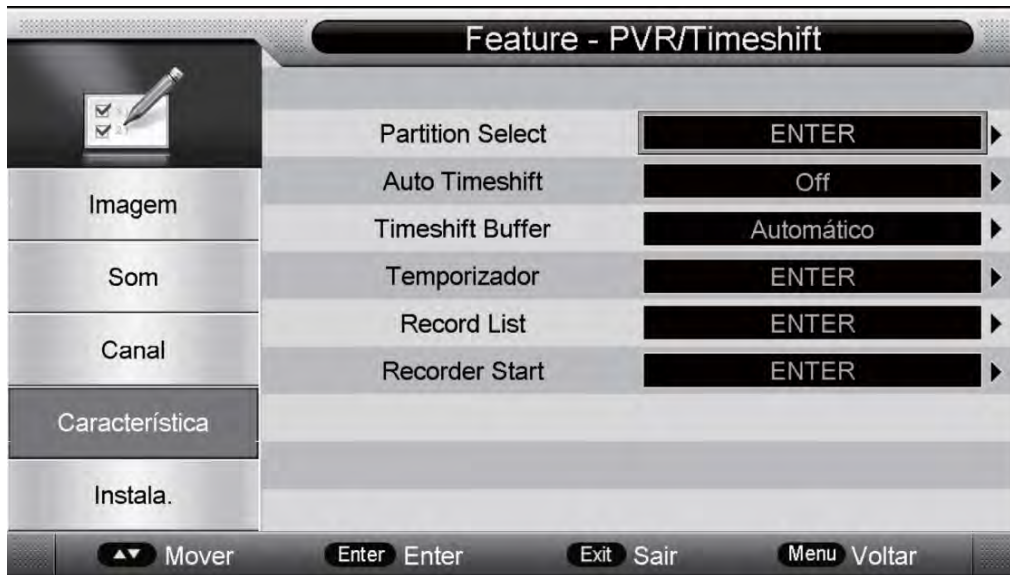 Feature - PVR/Timeshift
Imagem
Som
Canal
Característica
Instala.
Partition Select ENTER
Auto Timeshift Off
Timeshift Buffer Automático
Temporizador ENTER
Record List ENTER
Recorder Start ENTER
Mover Enter Enter Exit Sair Menu Voltar